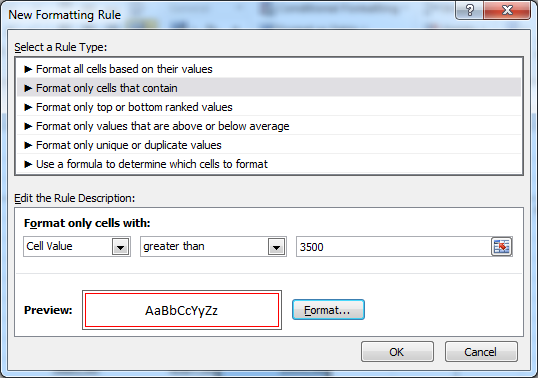 New Formatting Rule
Select a Rule Type:
► Format all cells based on their values
► Format only cells that contain
► Format only top or bottom ranked values
► Format only values that are above or below average
► Format only unique or duplicate values
► Use a formula to determine which cells to format
Edit the Rule Description:
Format only cells with:
Cell Value greater than 3500
Preview: AaBbCcYyZz Format...
OK Cancel